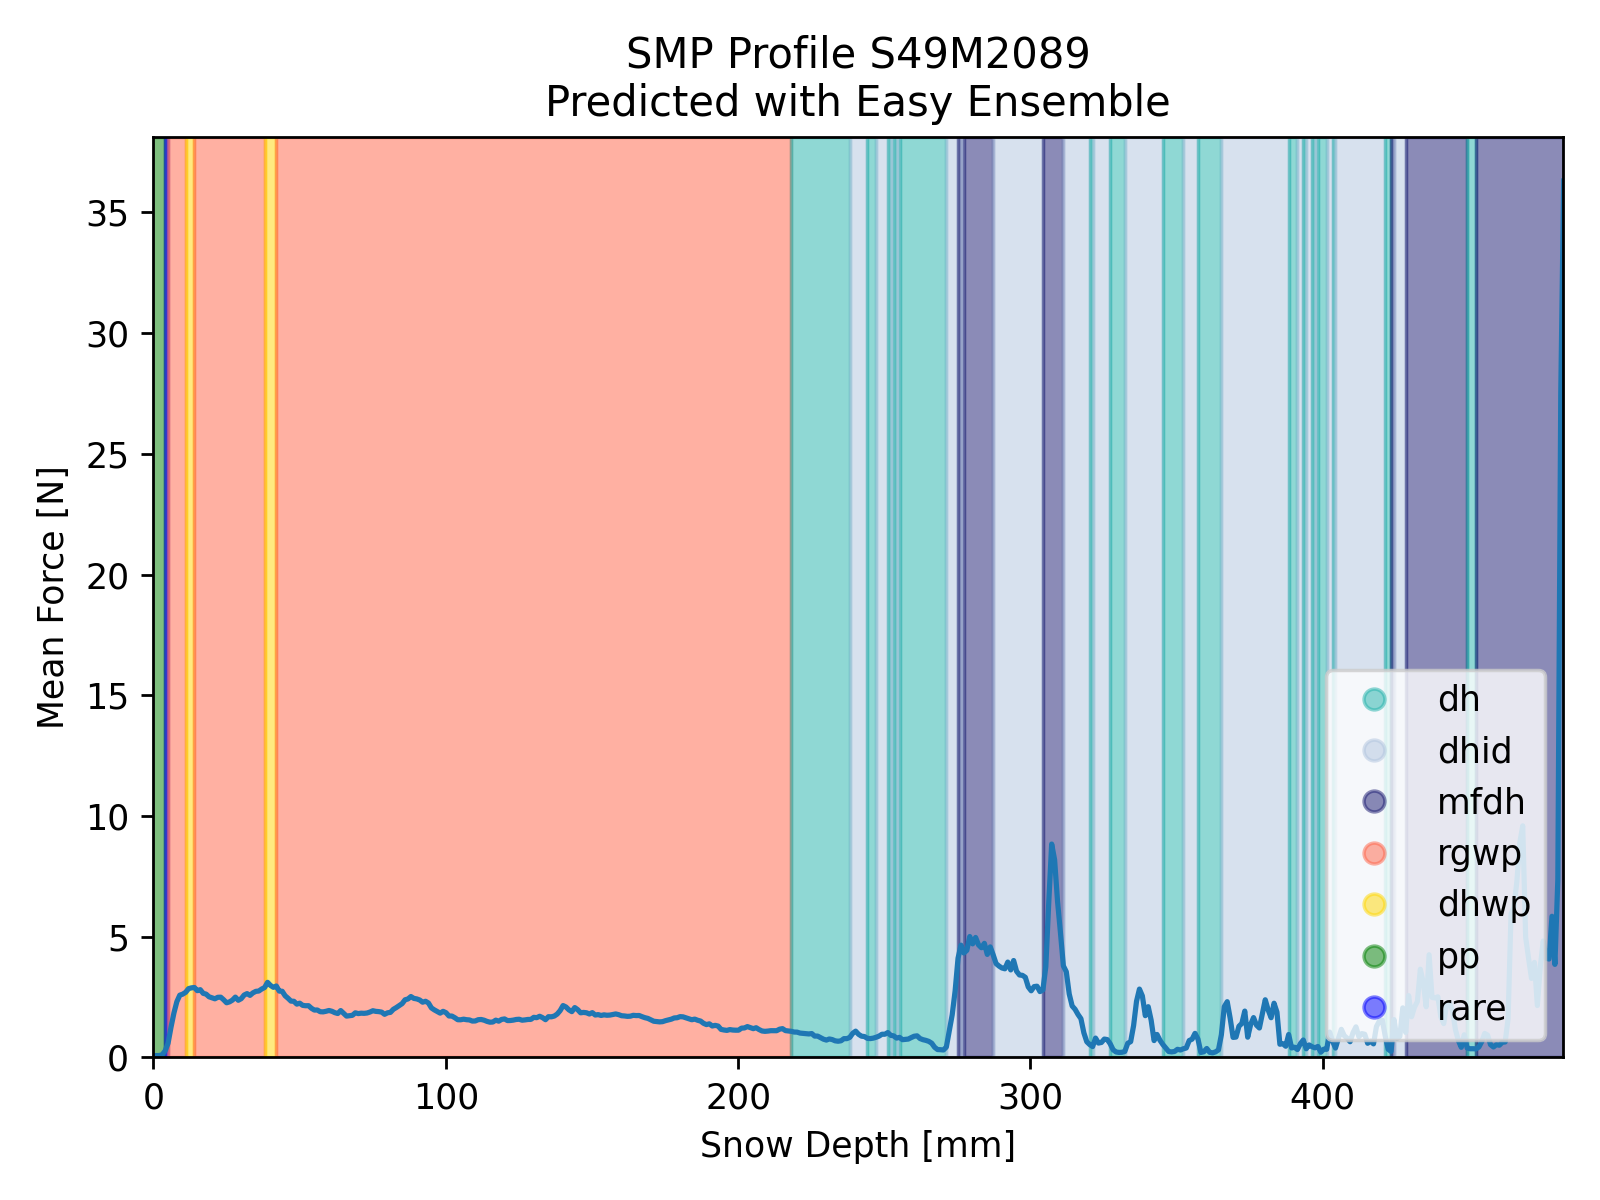 SMP Profile S49M2089
Predicted with Easy Ensemble
Mean Force [N]
35
30
25
20
15
10
5
0
0 100 200 300 400
Snow Depth [mm]
dh
dhid
mfdh
rgwp
dhwp
pp
rare